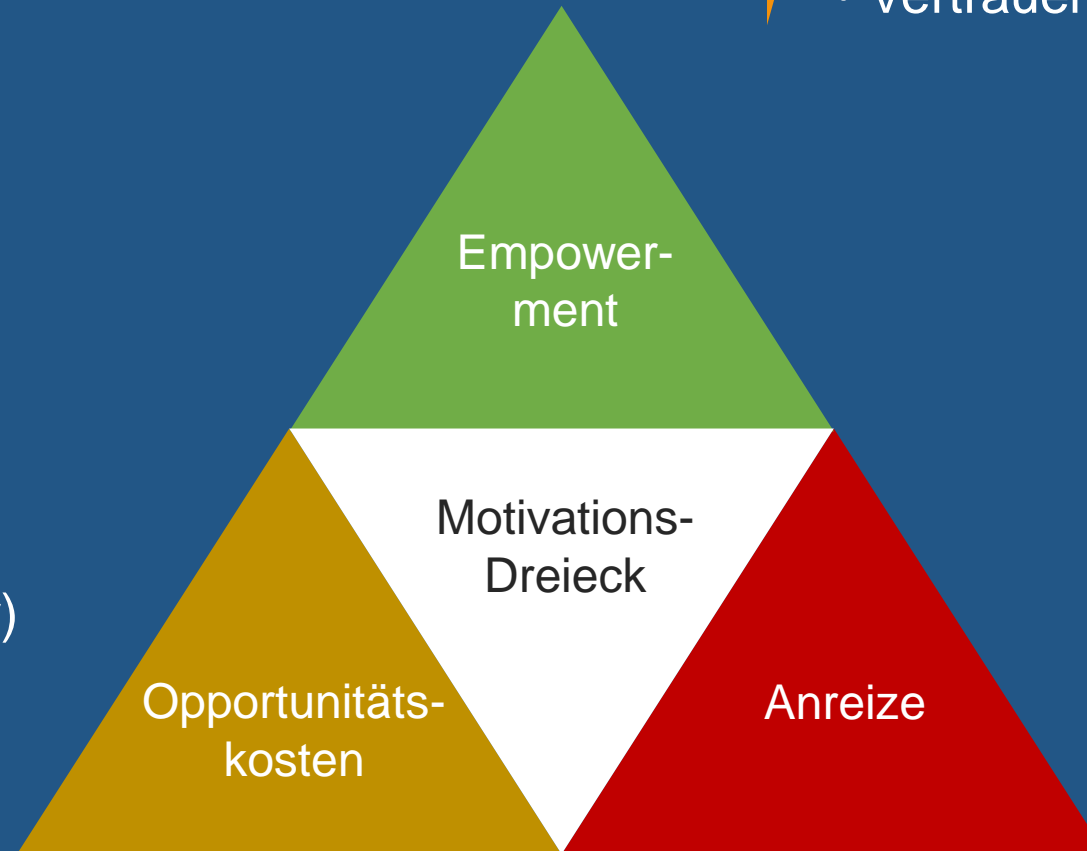 Empower-
ment
Motivations-
Dreieck
)
Opportunitäts-
kosten
Anreize